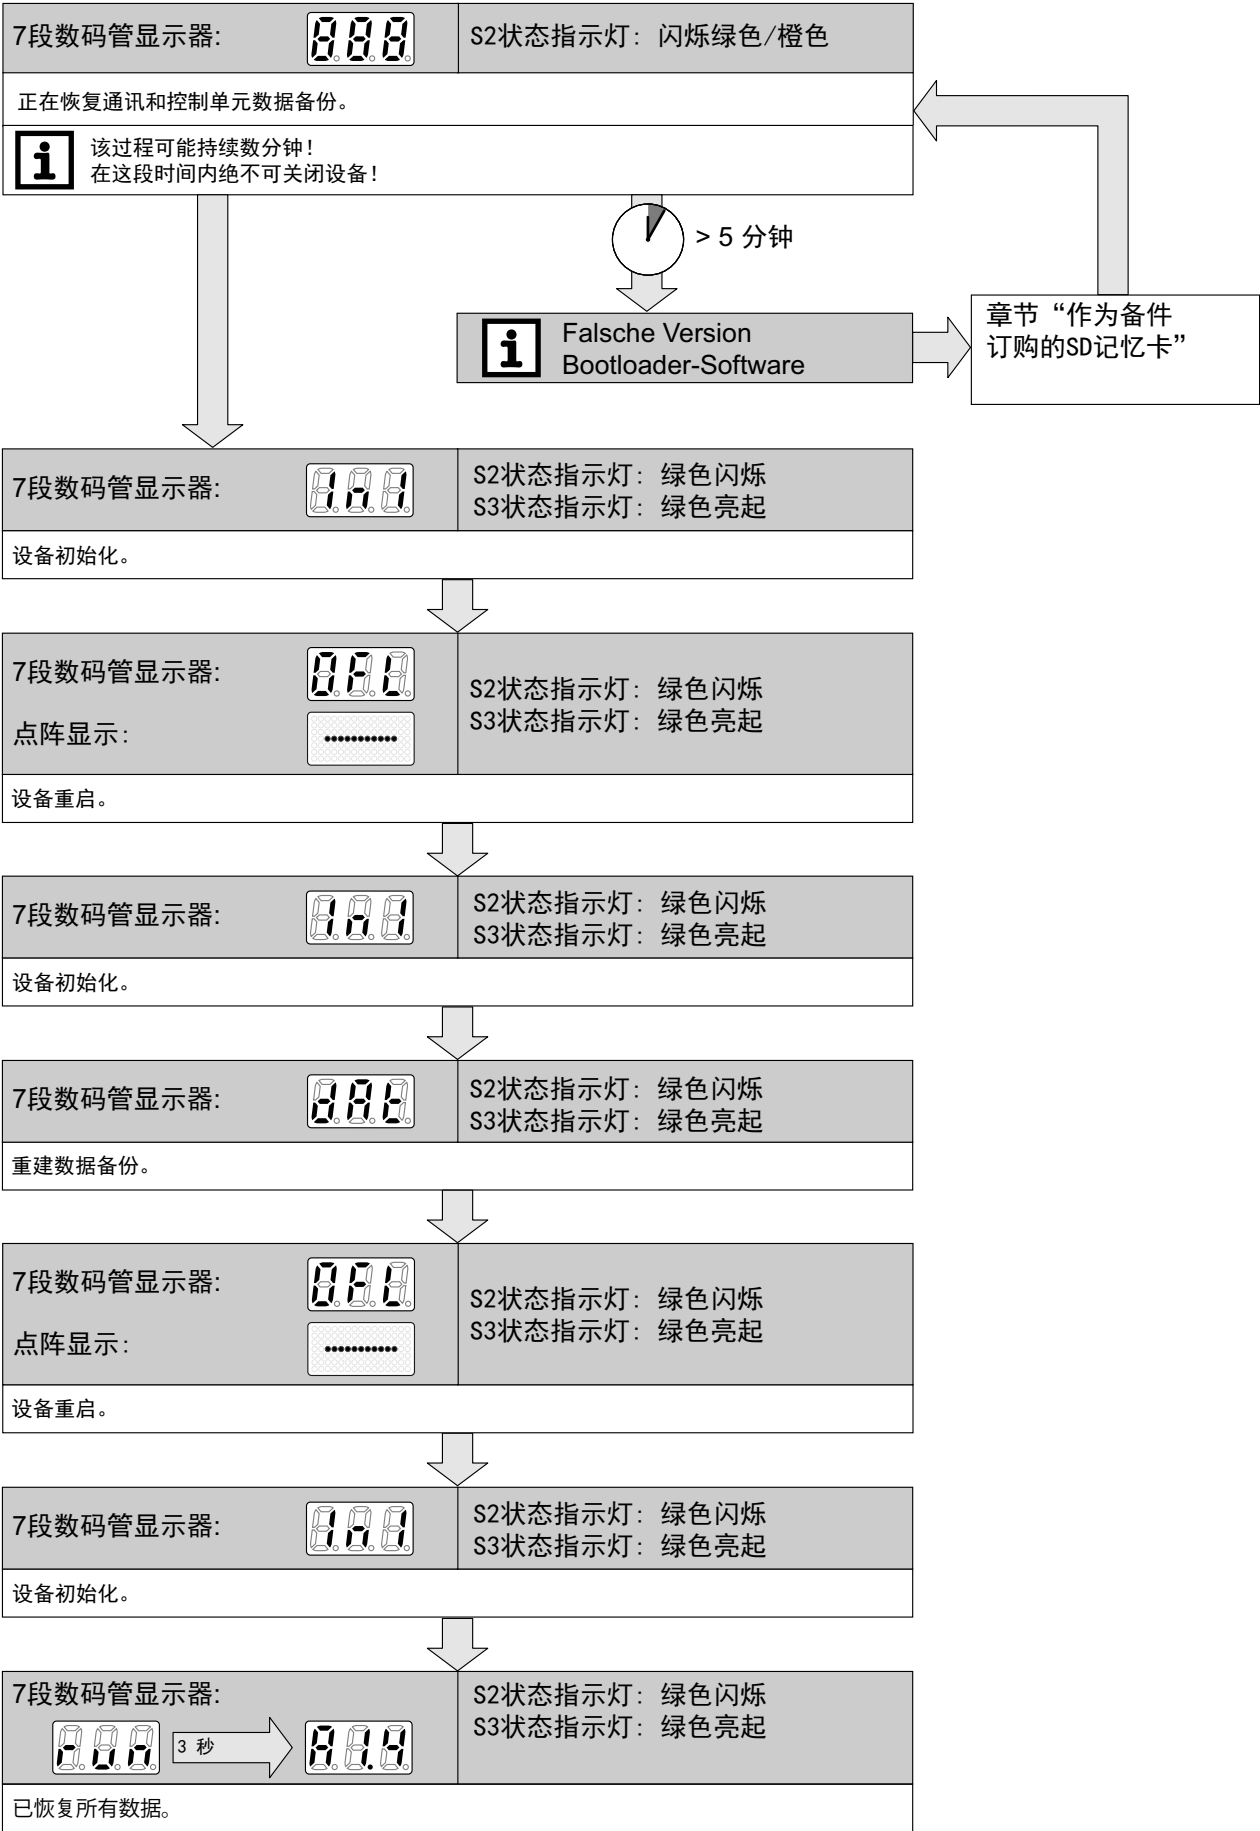 7段数码管显示器:
888
S2状态指示灯: 闪烁绿色/橙色
正在恢复通讯和控制单元数据备份。
i
该过程可能持续数分钟!
在这段时间内绝不可关闭设备!
> 5 分钟
i
Falsche Version
Bootloader-Software
章节“作为备件
订购的SD记忆卡”
7段数码管显示器:
In1
S2状态指示灯: 绿色闪烁
S3状态指示灯: 绿色亮起
设备初始化。
7段数码管显示器:
0FL
点阵显示:
S2状态指示灯: 绿色闪烁
S3状态指示灯: 绿色亮起
设备重启。
7段数码管显示器:
In1
S2状态指示灯: 绿色闪烁
S3状态指示灯: 绿色亮起
设备初始化。
7段数码管显示器:
dAt
S2状态指示灯: 绿色闪烁
S3状态指示灯: 绿色亮起
重建数据备份。
7段数码管显示器:
0FL
点阵显示:
S2状态指示灯: 绿色闪烁
S3状态指示灯: 绿色亮起
设备重启。
7段数码管显示器:
In1
S2状态指示灯: 绿色闪烁
S3状态指示灯: 绿色亮起
设备初始化。
7段数码管显示器:
run
3 秒
A1.4
S2状态指示灯: 绿色闪烁
S3状态指示灯: 绿色亮起
已恢复所有数据。